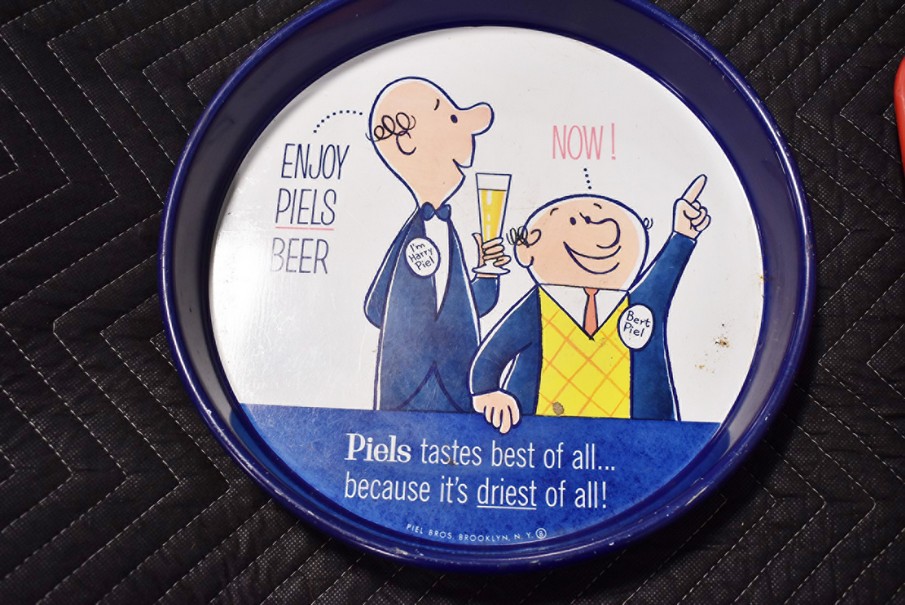 ENJOY
PIELS
BEER
NOW!
I'm
Harry
Piel
Bert
Piel
Piels tastes best of all...
because it's driest of all!
PIEL BROS. BROOKLYN, N.Y. B